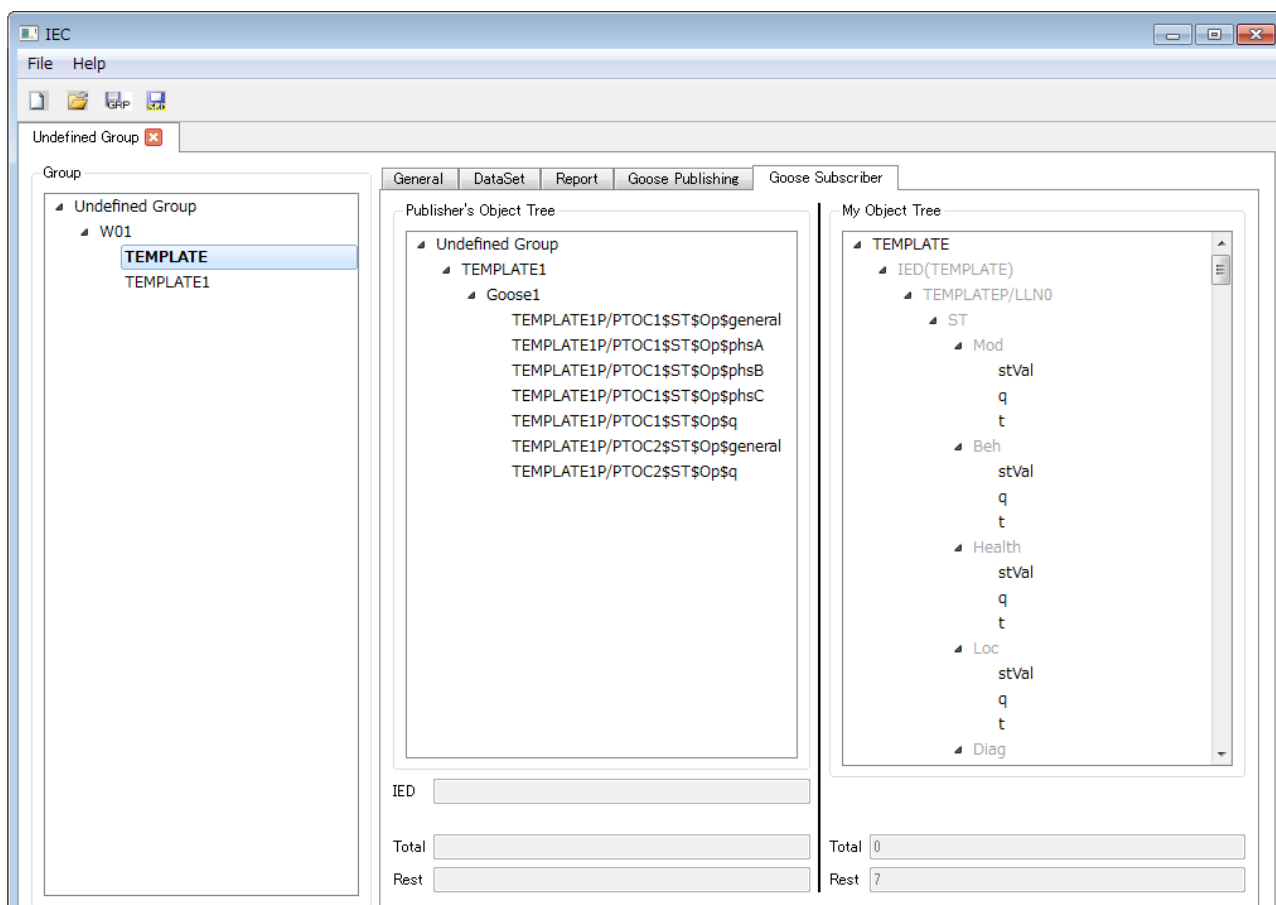 IEC
File Help
GRP
Undefined Group
Group
Undefined Group
W01
TEMPLATE
TEMPLATE1
General DataSet Report Goose Publishing Goose Subscriber
Publisher's Object Tree
Undefined Group
TEMPLATE1
Goose1
TEMPLATE1P/PTOC1$ST$Op$general
TEMPLATE1P/PTOC1$ST$Op$phsA
TEMPLATE1P/PTOC1$ST$Op$phsB
TEMPLATE1P/PTOC1$ST$Op$phsC
TEMPLATE1P/PTOC1$ST$Op$q
TEMPLATE1P/PTOC2$ST$Op$general
TEMPLATE1P/PTOC2$ST$Op$q
IED
Total
Rest
My Object Tree
TEMPLATE
IED(TEMPLATE)
TEMPLATEP/LLN0
ST
Mod
stVal
q
t
Beh
stVal
q
t
Health
stVal
q
t
Loc
stVal
q
t
Diag
Total 0
Rest 7